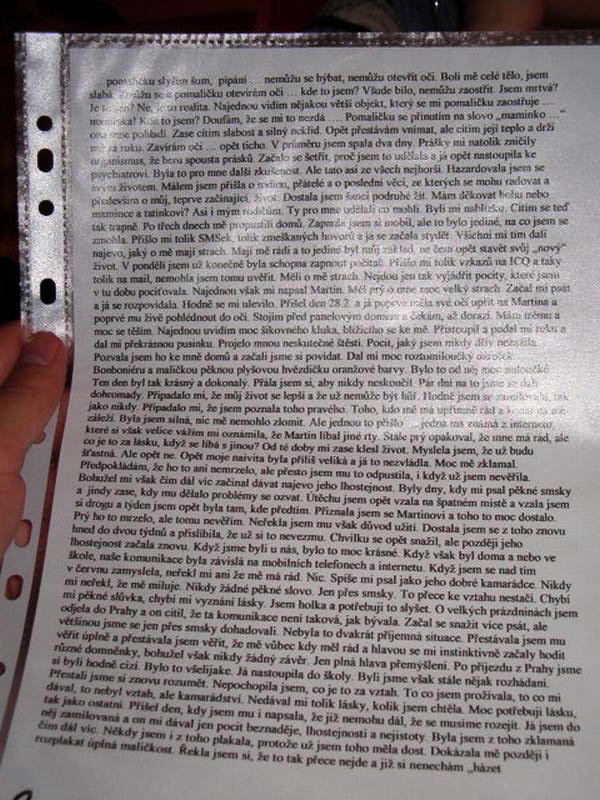 pomaličku slyším šum, pípání … nemůžu se hýbat, nemůžu otevřít oči. Bolí mě celé tělo, jsem
slabá. se pomaličku otevírám oči … kde to jsem? Všude bílo, nemůžu zaostřit. Jsem mrtvá?
Je to sen? Ne, je to realita. Najednou vidím nějakou větší objekt, který se mi pomaličku zaostřuje …
maminka! Kde to jsem? Doufám, že se mi to nezdá …. Pomaličku se přinutím na slovo „maminko …“
ona mne pohladí. Zase cítím slabost a silný neklid. Opět přestávám vnímat, ale cítím její teplo a drží
mě za ruku. Zavírám oči … opět ticho. V průměru jsem spala dva dny. Prášky mi natolik zničily
organismus, že beru spousta prášků. Začalo se šetřit, proč jsem to udělala a já opět nastoupila ke
psychiatrovi. Byla to pro mne další zkušenost. Ale tato asi ze všech nejhorší. Hazardovala jsem se
svým životem. Málem jsem přišla o rodinu, přátelé a o poslední věci, ze kterých se mohu radovat a
především o můj, teprve začínající, život. Dostala jsem šanci podruhé žít. Mám děkovat bohu nebo
mamince a tatínkovi? Asi i mým rodičům. Ty pro mne udělali co mohli. Byli mi nablízku. Cítím se teď
tak trapně. Po třech dnech mě propustili domů. Zapnula jsem si mobil, ale to bylo jediné, na co jsem se
zmohla. Přišlo mi tolik SMSek, tolik zmeškaných hovorů a já se začala stydět. Všichni mi tím dali
najevo, jaký o mě mají strach. Mají mě rádi a to jediné byl můj základ, na čem opět stavět svůj „nový“
život. V pondělí jsem už konečně byla schopna zapnout počítač. Přišlo mi tolik vzkazů na ICQ a taky
tolik na mail, nemohla jsem tomu uvěřit. Měli o mě strach. Nejdou jen tak vyjádřit pocity, které jsem
v tu dobu pociťovala. Najednou však mi napsal Martin. Měl prý o mne moc velký strach. Začal mi psát
a já se rozpovídala. Hodně se mi ulevilo. Přišel den 28.2. a já poprvé měla své oči upřít na Martina a
poprvé mu živě pohlédnout do očí. Stojím před panelovým domem a čekám, až dorazí. Mám trému a
moc se těším. Najednou uvidím moc šikovného kluka, blížícího se ke mě. Přistoupil a podal mi ruku a
dal mi překrásnou pusinku. Projelo mnou neskutečné štěstí. Pocit, jaký jsem nikdy dřív nezažila.
Pozvala jsem ho ke mně domů a začali jsme si povídat. Dal mi moc roztomiloučký dáreček.
Bonboniéru a maličkou pěknou plyšovou hvězdičku oranžové barvy. Bylo to od něj moc miloučké.
Ten den byl tak krásný a dokonalý. Přála jsem si, aby nikdy neskončil. Pár dní na to jsme se dali
dohromady. Připadalo mi, že můj život se lepší a že už nemůže být hůř. Hodně jsem se zamilovala, tak
jako nikdy. Připadalo mi, že jsem poznala toho pravého. Toho, kdo mě má upřímně rád a komu na mě
záleží. Byla jsem silná, nic mě nemohlo zlomit. Ale jednou to přišlo … jedna má známá z internetu,
které si však velice vážím mi oznámila, že Martin líbal jiné rty. Stále prý opakoval, že mne má rád, ale
co je to za lásku, když se líbá s jinou? Od té doby mi zase klesl život. Myslela jsem, že už budu
šťastná. Ale opět ne. Opět moje naivita byla příliš veliká a já to nezvládla. Moc mě zklamal.
Předpokládám, že ho to ani nemrzelo, ale přesto jsem mu to odpustila, i když už jsem nevěřila.
Bohužel mi však čím dál víc začínal dávat najevo jeho lhostejnost. Byly dny, kdy mi psal pěkné smsky
a jindy zase, kdy mu dělalo problémy se ozvat. Útěchu jsem opět vzala na špatném místě a vzala jsem
si drogu a týden jsem opět byla tam, kde předtím. Přiznala jsem se Martinovi a toho to moc dostalo.
Prý ho to mrzelo, ale tomu nevěřím. Neřekla jsem mu však důvod užití. Dostala jsem se z toho znovu
hned do dvou týdnů a přislíbila, že už si to nevezmu. Chvilku se opět snažil, ale později jeho
lhostejnost začala znovu. Když jsme byli u nás, bylo to moc krásné. Když však byl doma a nebo ve
škole, naše komunikace byla závislá na mobilních telefonech a internetu. Když jsem se nad tím
v červnu zamyslela, neřekl mi ani že mě má rád. Nic. Spíše mi psal jako dobré kamarádce. Nikdy
mi neřekl, že mě miluje. Nikdy žádné pěkné slovo. Jen přes smsky. To přece ke vztahu nestačí. Chybí
mi pěkné slůvka, chybí mi vyznání lásky. Jsem holka a potřebuji to slyšet. O velkých prázdninách jsem
odjela do Prahy a on cítil, že ta komunikace není taková, jak bývala. Začal se snažit více psát, ale
většinou jsme se jen přes smsky dohadovali. Nebyla to dvakrát příjemná situace. Přestávala jsem mu
věřit úplně a přestávala jsem věřit, že mě vůbec kdy měl rád a hlavou se mi instinktivně začaly hodit
různé domněnky, bohužel však nikdy žádný závěr. Jen plná hlava přemýšlení. Po příjezdu z Prahy jsme
si byli hodně cizí. Bylo to všelijake. Já nastoupila do školy. Byli jsme však stále nějak rozhádaní.
Přestali jsme si znovu rozumět. Nepochopila jsem, co je to za vztah. To co jsem prožívala, to co mi
dával, to nebyl vztah, ale kamarádství. Nedával mi tolik lásky, kolik jsem chtěla. Moc potřebuji lásku,
tak jako ostatní. Přišel den, kdy jsem mu i napsala, že již nemohu dál, že se musíme rozejít. Já jsem do
něj zamilovaná a on mi dával jen pocit beznaděje, lhostejnosti a nejistoty. Byla jsem z toho zklamaná
čím dál víc. Někdy jsem i z toho plakala, protože už jsem toho měla dost. Dokázala mě později i
rozplakat úplná maličkost. Řekla jsem si, že to tak přece nejde a již si nenechám „házet